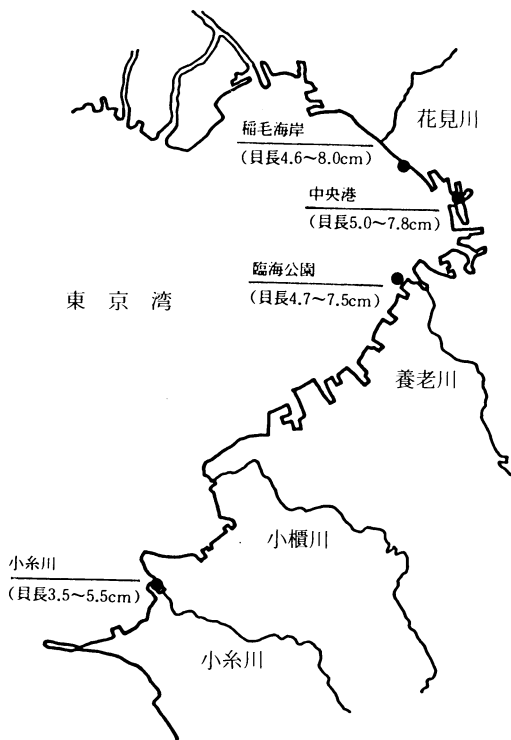 花見川
稲毛海岸
(貝長4.6〜8.0cm)
中央港
(貝長5.0〜7.8cm)
臨海公園
(貝長4.7〜7.5cm)
東京湾
養老川
小櫃川
小糸川
(貝長3.5〜5.5cm)
小糸川